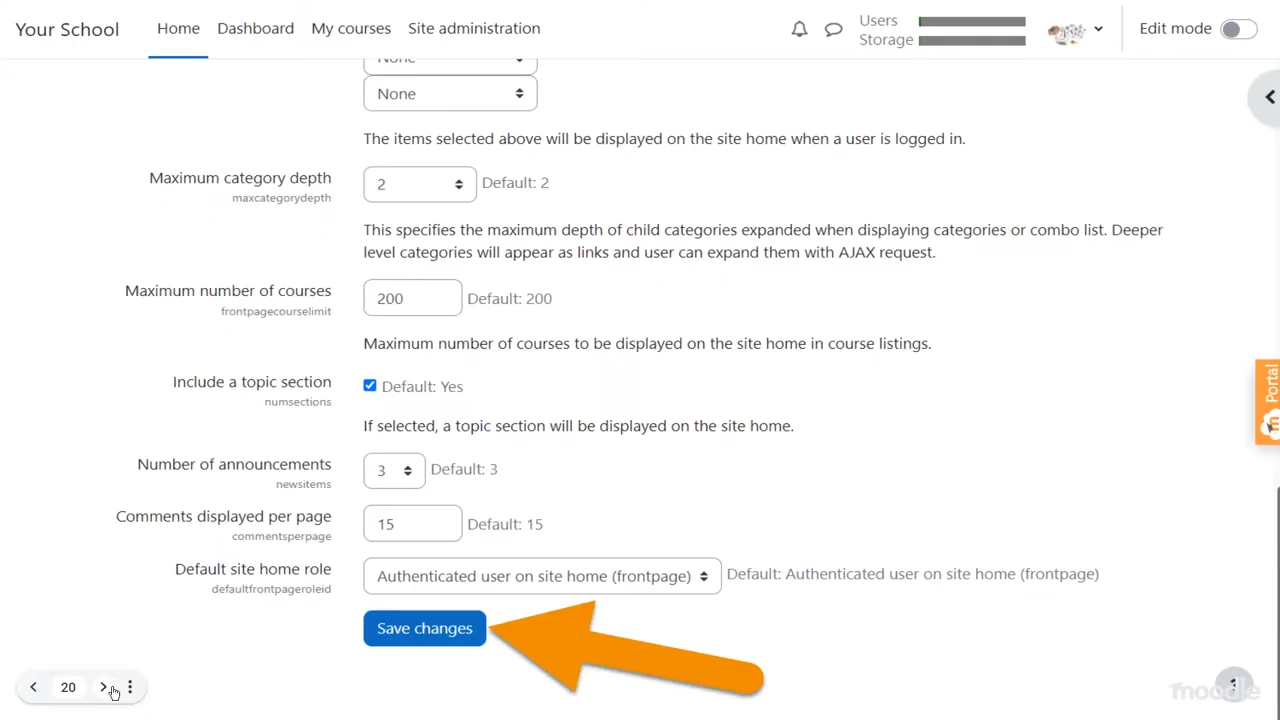 Your School
Home
Dashboard
My courses
Site administration
Users
Storage
Edit mode
None
None
The items selected above will be displayed on the site home when a user is logged in.
Maximum category depth
maxcategorydepth
2
Default: 2
This specifies the maximum depth of child categories expanded when displaying categories or combo list. Deeper
level categories will appear as links and user can expand them with AJAX request.
Maximum number of courses
frontpagecourselimit
200
Default: 200
Maximum number of courses to be displayed on the site home in course listings.
Include a topic section
numsections
Default: Yes
If selected, a topic section will be displayed on the site home.
Number of announcements
newsitems
3
Default: 3
Comments displayed per page
commentsperpage
15
Default: 15
Default site home role
defaultfrontpageroleid
Authenticated user on site home (frontpage)
Default: Authenticated user on site home (frontpage)
Save changes
20
Portal
moodle